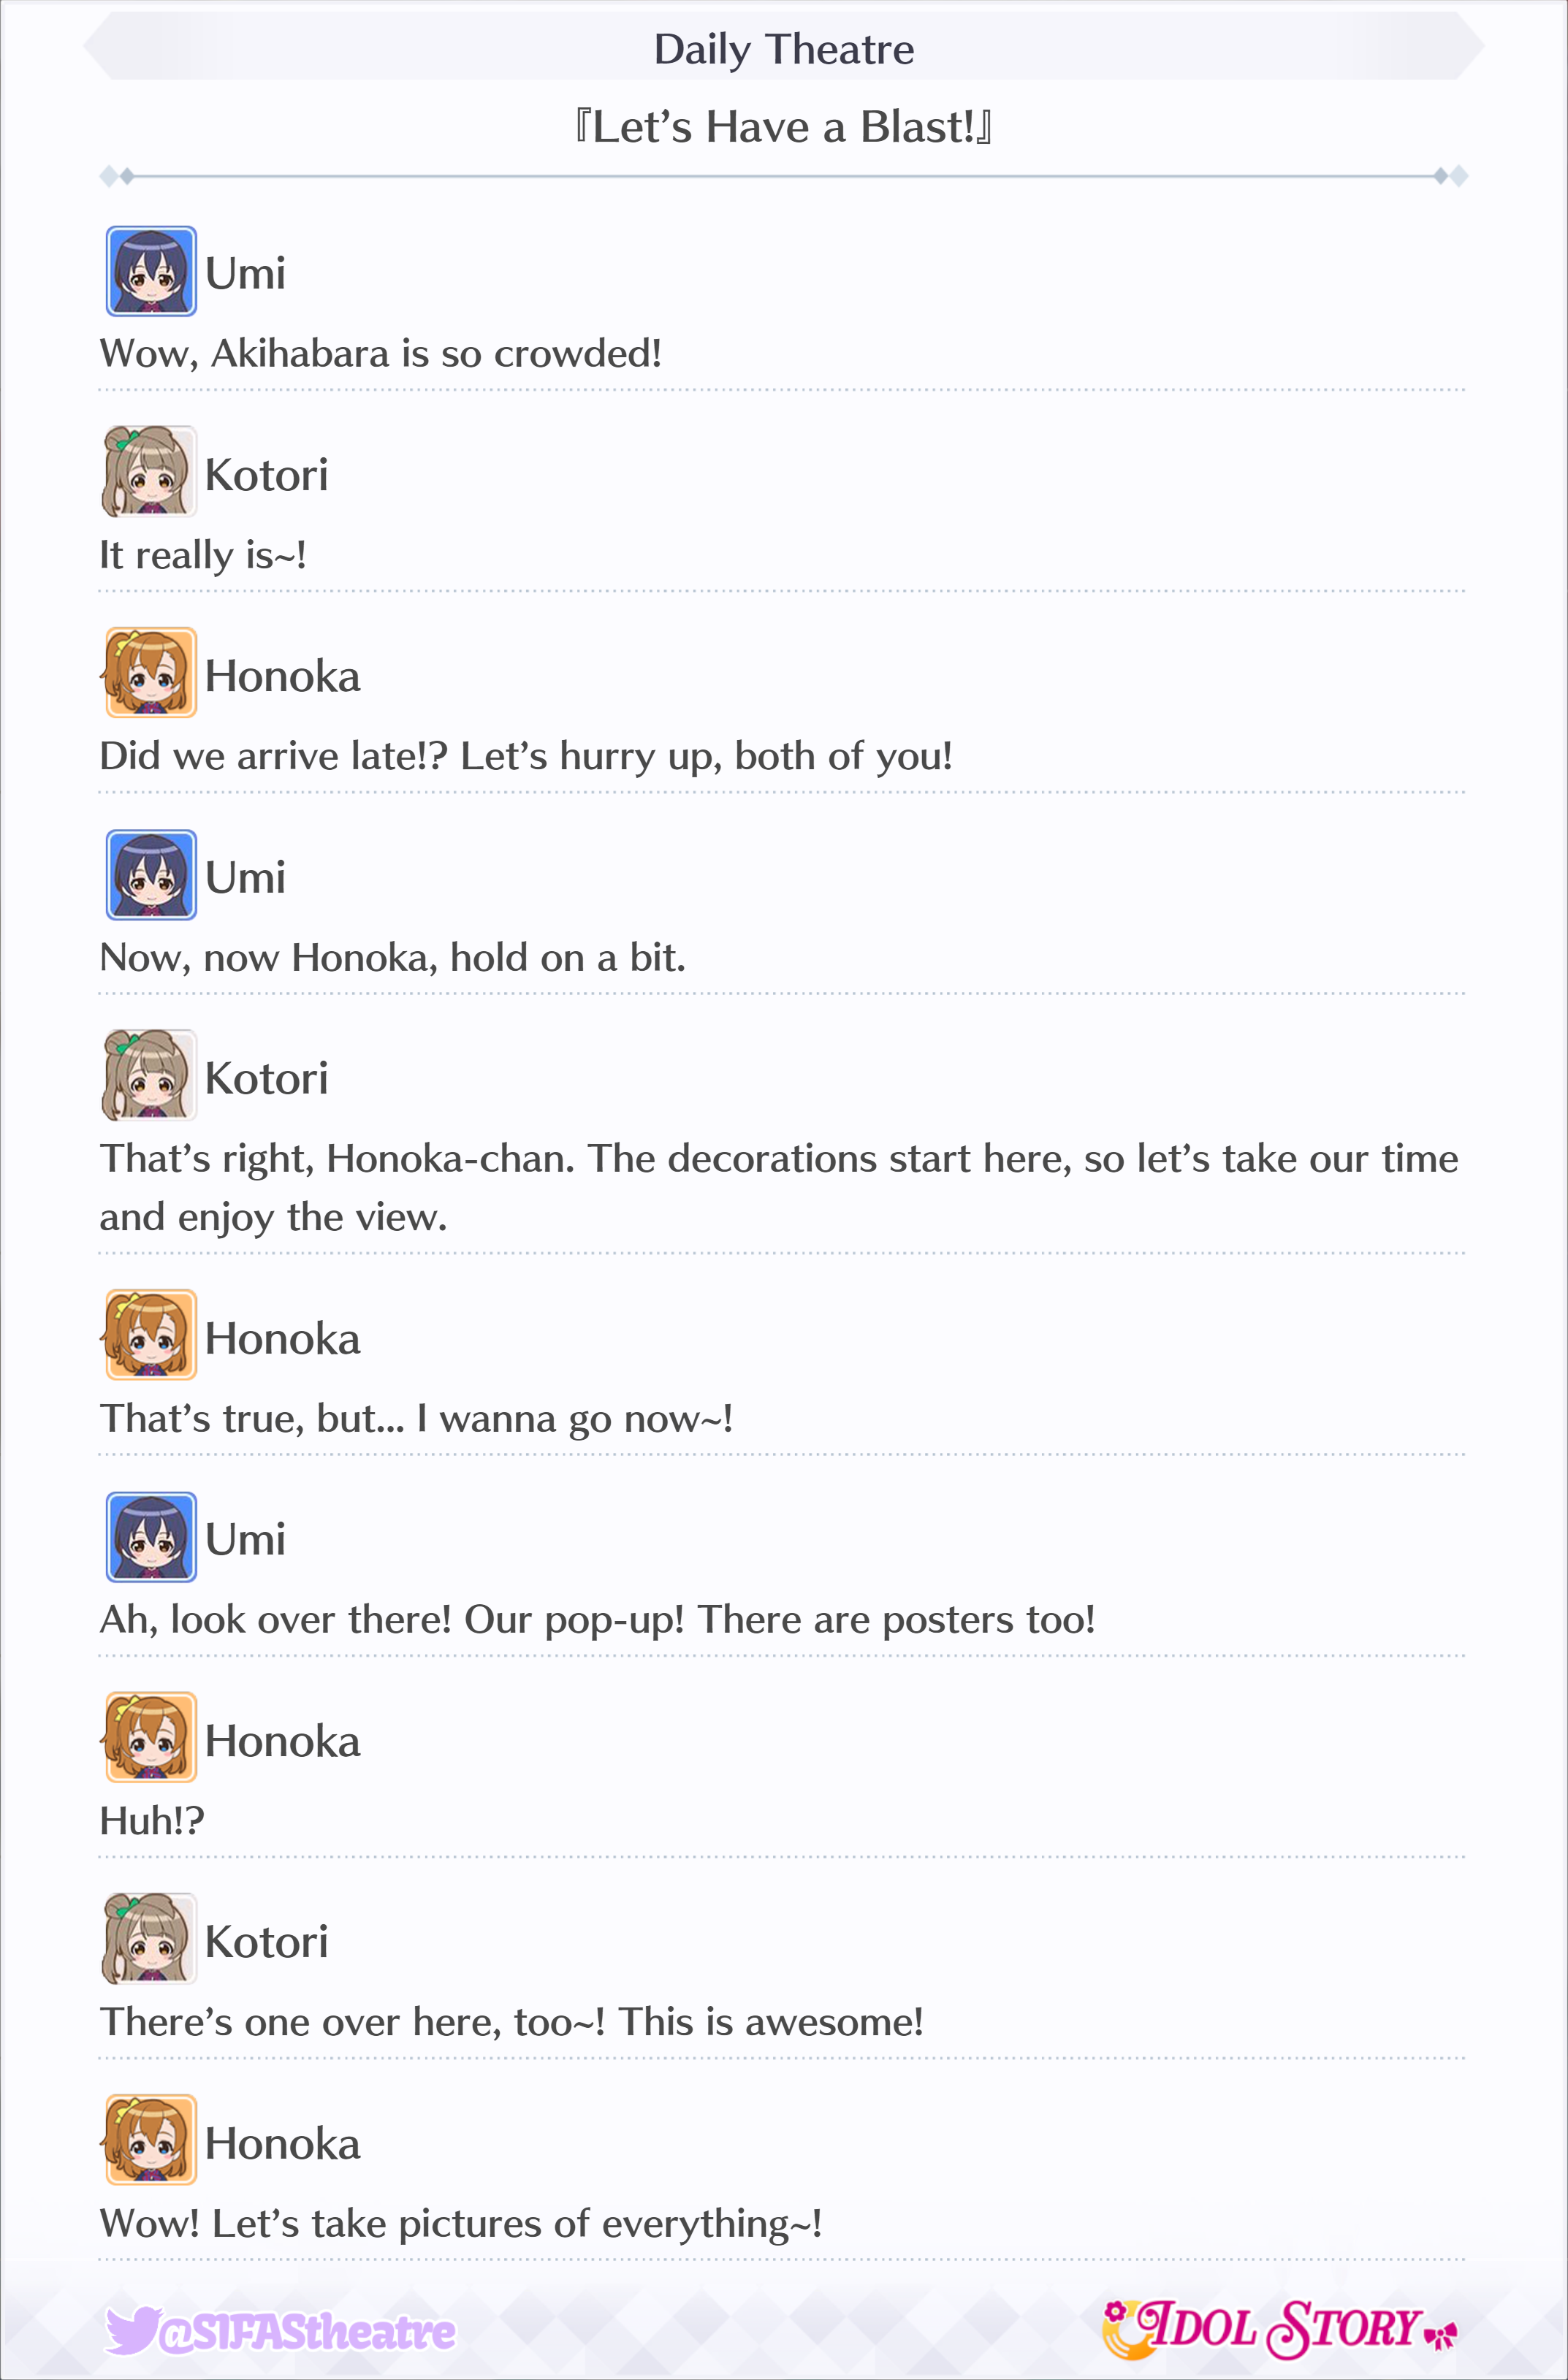 Daily Theatre
『Let's Have a Blast!』
Umi
Wow, Akihabara is so crowded!
Kotori
It really is~!
Honoka
Did we arrive late!? Let's hurry up, both of you!
Umi
Now, now Honoka, hold on a bit.
Kotori
That's right, Honoka-chan. The decorations start here, so let's take our time
and enjoy the view.
Honoka
That's true, but... I wanna go now~!
Umi
Ah, look over there! Our pop-up! There are posters too!
Honoka
Huh!?
Kotori
There's one over here, too~! This is awesome!
Honoka
Wow! Let's take pictures of everything~!
@SIFAStheatre
IDOL STORY